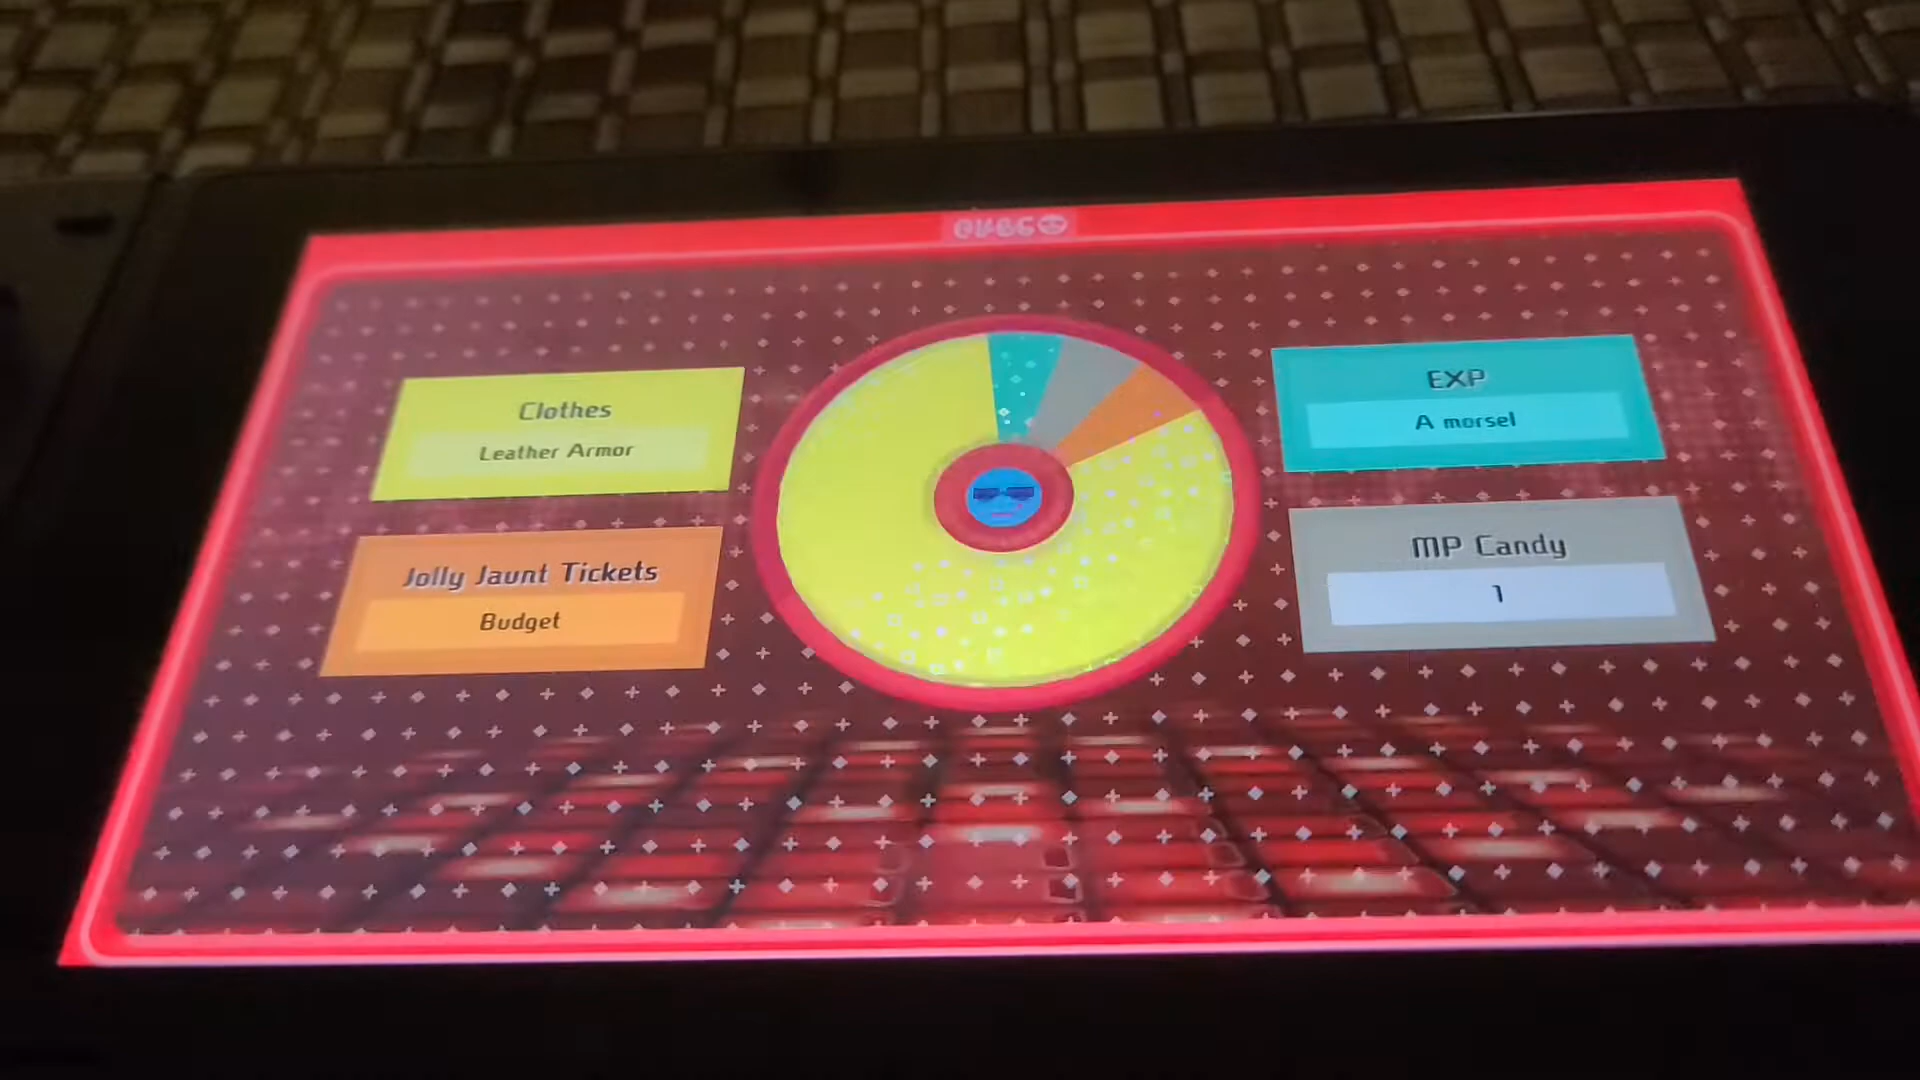 Clothes
Leather Armor
EXP
A morsel
Jolly Jaunt Tickets
Budget
MP Candy
1